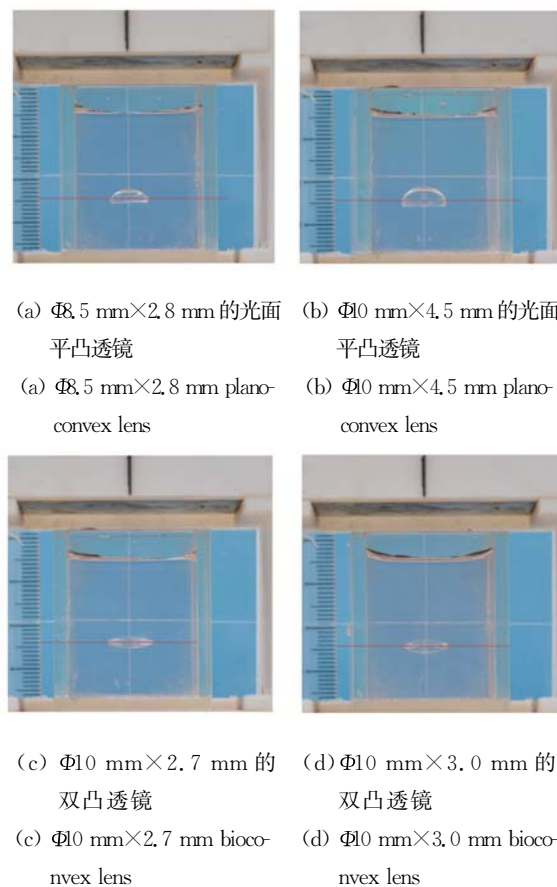 (a) Φ8.5 mm×2.8 mm 的光面
平凸透镜
(a) Φ8.5 mm×2.8 mm plano-
convex lens
(b) Φ10 mm×4.5 mm 的光面
平凸透镜
(b) Φ10 mm×4.5 mm plano-
convex lens
(c) Φ10 mm×2.7 mm 的
双凸透镜
(c) Φ10 mm×2.7 mm bioco-
nvex lens
(d) Φ10 mm×3.0 mm 的
双凸透镜
(d) Φ10 mm×3.0 mm bioco-
nvex lens